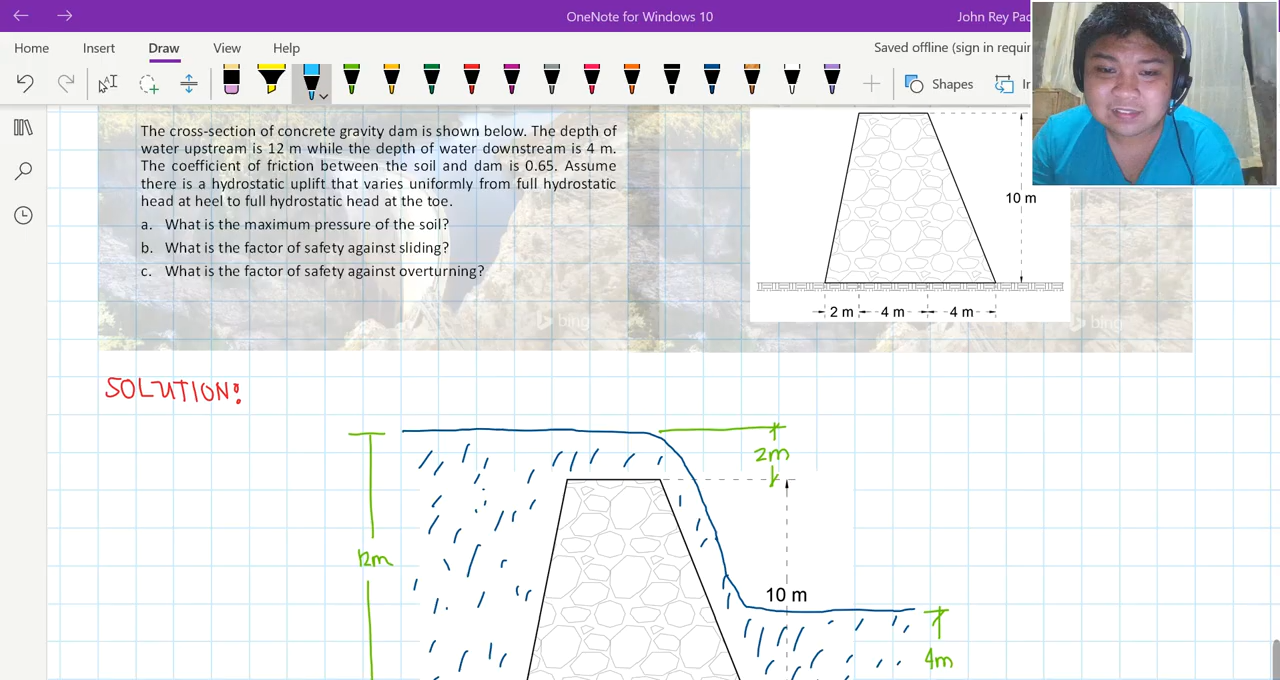 OneNote for Windows 10
John Rey Pac
Home Insert Draw View Help
Saved offline (sign in requir
Shapes
The cross-section of concrete gravity dam is shown below. The depth of
water upstream is 12 m while the depth of water downstream is 4 m.
The coefficient of friction between the soil and dam is 0.65. Assume
there is a hydrostatic uplift that varies uniformly from full hydrostatic
head at heel to full hydrostatic head at the toe.
a. What is the maximum pressure of the soil?
b. What is the factor of safety against sliding?
c. What is the factor of safety against overturning?
10 m
2 m 4 m 4 m
bing
bing
SOLUTION:
2m
12m
10 m
4m